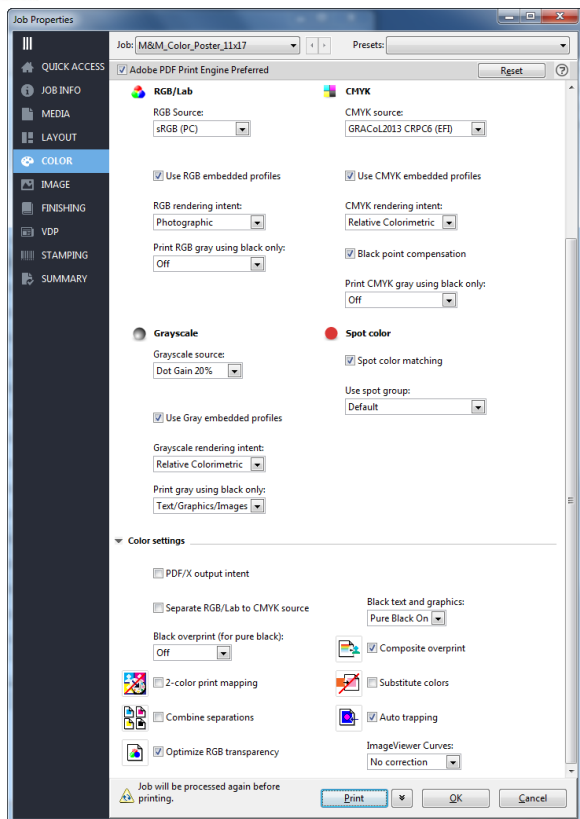 Job Properties
Job: M&M_Color_Poster_11x17
Presets:
QUICK ACCESS
JOB INFO
MEDIA
LAYOUT
COLOR
IMAGE
FINISHING
VDP
STAMPING
SUMMARY
Adobe PDF Print Engine Preferred
Reset
?
RGB/Lab
RGB Source:
sRGB (PC)
Use RGB embedded profiles
RGB rendering intent:
Photographic
Print RGB gray using black only:
Off
CMYK
CMYK source:
GRACoL2013 CRPC6 (EFI)
Use CMYK embedded profiles
CMYK rendering intent:
Relative Colorimetric
Black point compensation
Print CMYK gray using black only:
Off
Grayscale
Grayscale source:
Dot Gain 20%
Use Gray embedded profiles
Grayscale rendering intent:
Relative Colorimetric
Print gray using black only:
Text/Graphics/Images
Spot color
Spot color matching
Use spot group:
Default
Color settings
PDF/X output intent
Separate RGB/Lab to CMYK source
Black overprint (for pure black):
Off
2-color print mapping
Combine separations
Optimize RGB transparency
Black text and graphics:
Pure Black On
Composite overprint
Substitute colors
Auto trapping
ImageViewer Curves:
No correction
Job will be processed again before
printing.
Print
OK
Cancel